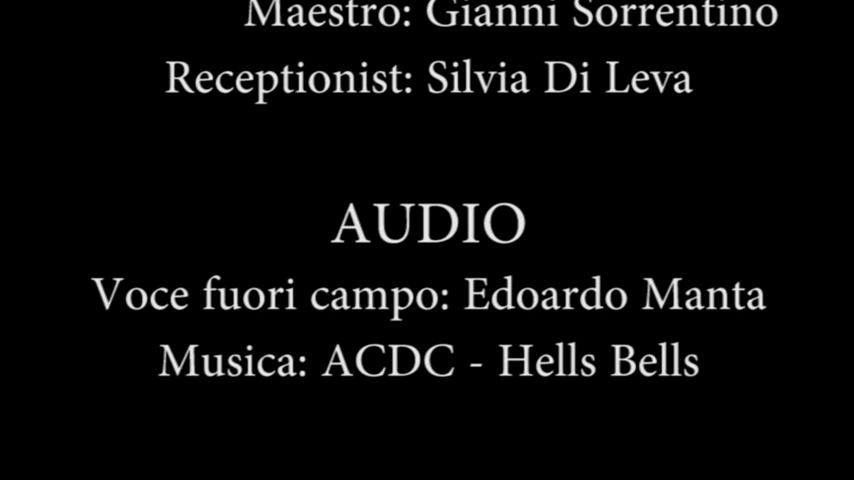 Maestro: Gianni Sorrentino
Receptionist: Silvia Di Leva
AUDIO
Voce fuori campo: Edoardo Manta
Musica: ACDC - Hells Bells